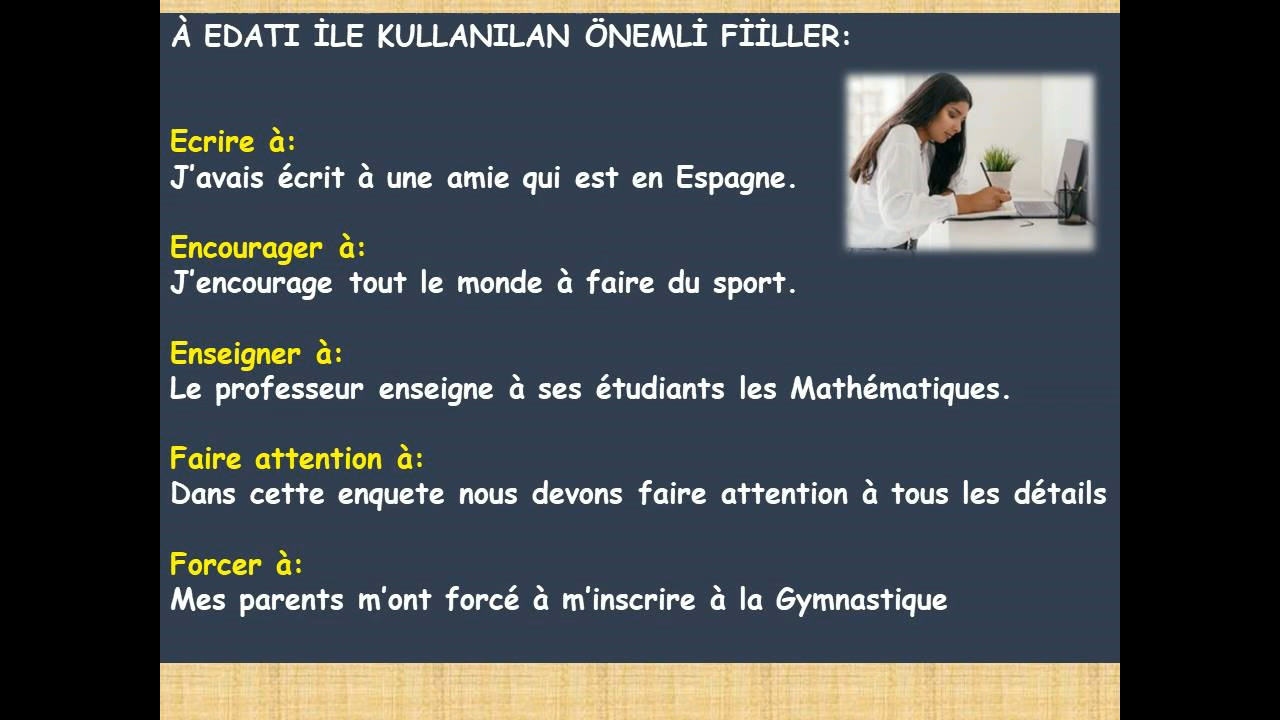 À EDATI İLE KULLANILAN ÖNEMLİ FİİLLER:
Ecrire à:
J’avais écrit à une amie qui est en Espagne.
Encourager à:
J’encourage tout le monde à faire du sport.
Enseigner à:
Le professeur enseigne à ses étudiants les Mathématiques.
Faire attention à:
Dans cette enquete nous devons faire attention à tous les détails
Forcer à:
Mes parents m’ont forcé à m’inscrire à la Gymnastique